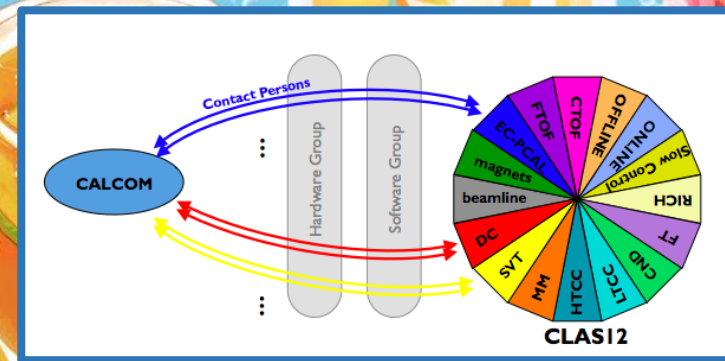 Contact Persons
...
...
CALCOM
Hardware Group
Software Group
magnets
EC-PCAL
FTOF
CTOF
OFFLINE
ONLINE
Slow Control
RICH
FT
CND
LTCC
HTCC
MM
SVT
DC
beamline
CLAS12